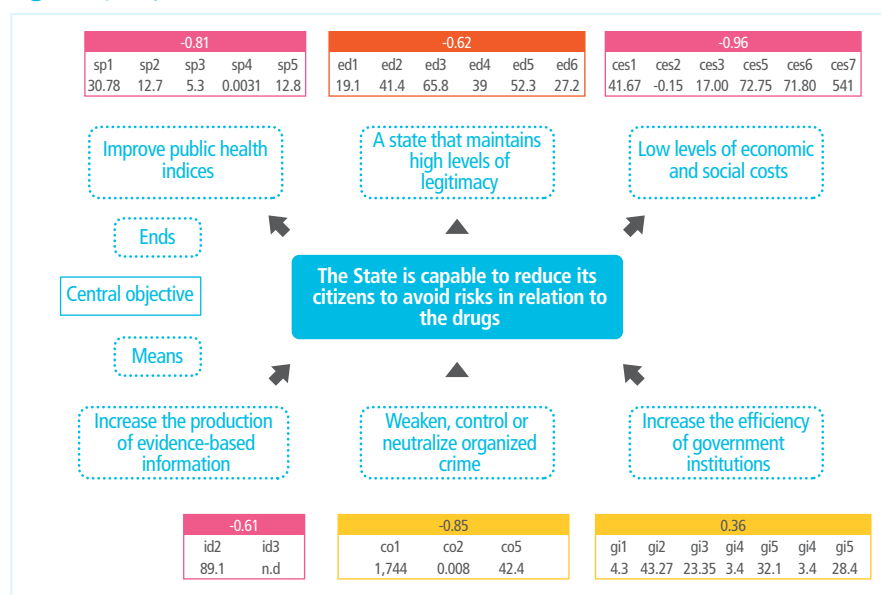 -0.81 -0.62 -0.96
sp1 sp2 sp3 sp4 sp5 ed1 ed2 ed3 ed4 ed5 ed6 ces1 ces2 ces3 ces5 ces6 ces7
30.78 12.7 5.3 0.0031 12.8 19.1 41.4 65.8 39 52.3 27.2 41.67 -0.15 17.00 72.75 71.80 541
Improve public health
indices
A state that maintains
high levels of
legitimacy
Low levels of economic
and social costs
Ends
Central objective
Means
The State is capable to reduce its
citizens to avoid risks in relation to
the drugs
Increase the production
of evidence-based
information
Weaken, control or
neutralize organized
crime
Increase the efficiency
of government
institutions
-0.61 -0.85 0.36
id2 id3 co1 co2 co5 gi1 gi2 gi3 gi4 gi5 gi4 gi5
89.1 n.d 1,744 0.008 42.4 4.3 43.27 23.35 3.4 32.1 3.4 28.4